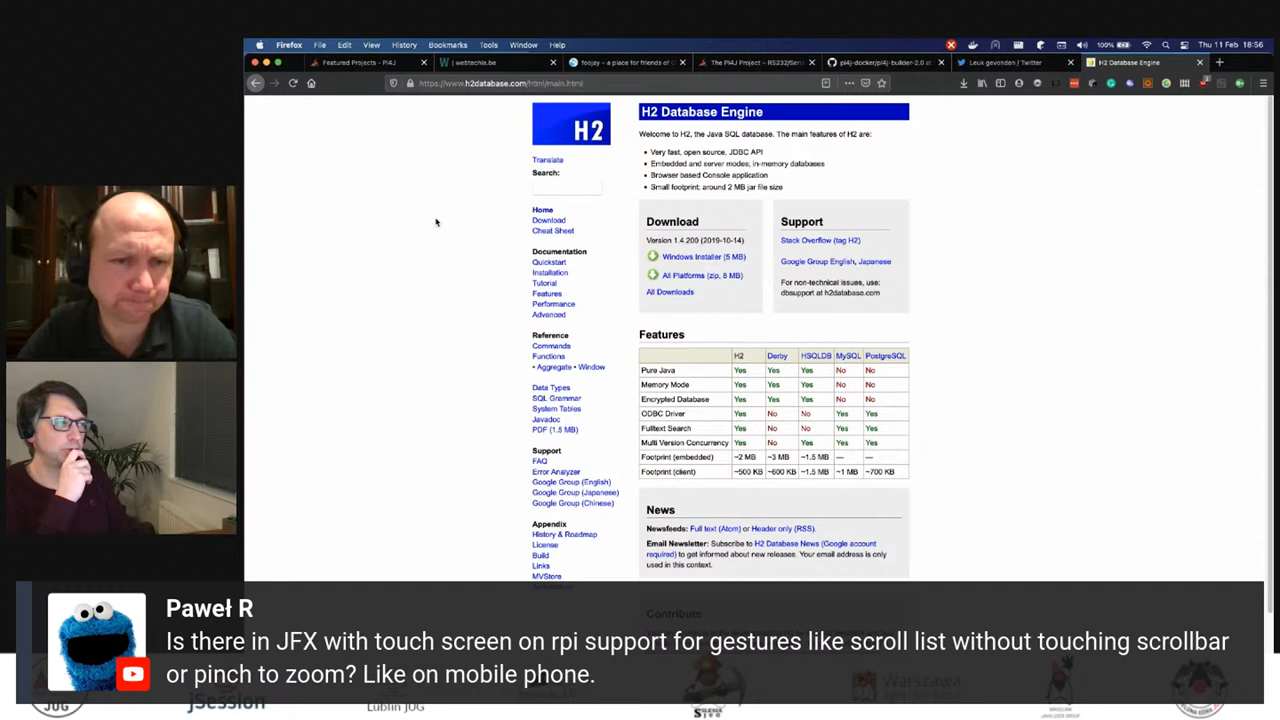 Firefox File Edit View History Bookmarks Tools Window Help 100% Thu 11 Feb 18:56
Featured Projects – Pi4J | webtechie.be foojay – a place for friends of The Pi4J Project – RS232/Seri pi4j-docker/pi4j-builder-2.0 at Leuk gevonden / Twitter H2 Database Engine
https://www.h2database.com/html/main.html
H2
Translate
Search:
Home
Download
Cheat Sheet
Documentation
Quickstart
Installation
Tutorial
Features
Performance
Advanced
Reference
Commands
Functions
• Aggregate • Window
Data Types
SQL Grammar
System Tables
Javadoc
PDF (1.5 MB)
Support
FAQ
Error Analyzer
Google Group (English)
Google Group (Japanese)
Google Group (Chinese)
Appendix
History & Roadmap
License
Build
Links
MVStore
H2 Database Engine
Welcome to H2, the Java SQL database. The main features of H2 are:
• Very fast, open source, JDBC API
• Embedded and server modes; in-memory databases
• Browser based Console application
• Small footprint: around 2 MB jar file size
Download
Version 1.4.200 (2019-10-14)
Windows Installer (5 MB)
All Platforms (zip, 8 MB)
All Downloads
Support
Stack Overflow (tag H2)
Google Group English, Japanese
For non-technical issues, use:
dbsupport at h2database.com
Features
H2 Derby HSQLDB MySQL PostgreSQL
Pure Java Yes Yes Yes No No
Memory Mode Yes Yes Yes No No
Encrypted Database Yes Yes Yes No No
ODBC Driver Yes No No Yes Yes
Fulltext Search Yes No No Yes Yes
Multi Version Concurrency Yes No Yes Yes Yes
Footprint (embedded) ~2 MB ~3 MB ~1.5 MB — —
Footprint (client) ~500 KB ~600 KB ~1.5 MB ~1 MB ~700 KB
News
Newsfeeds: Full text (Atom) or Header only (RSS).
Email Newsletter: Subscribe to H2 Database News (Google account
required) to get informed about new releases. Your email address is only
used in this context.
Contribute
Paweł R
Is there in JFX with touch screen on rpi support for gestures like scroll list without touching scrollbar
or pinch to zoom? Like on mobile phone.
JUG
jSession
Lublin JUG
Warszawa